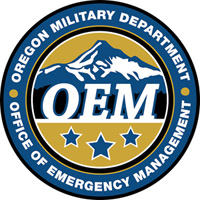 OREGON MILITARY DEPARTMENT
OEM
OFFICE OF EMERGENCY MANAGEMENT